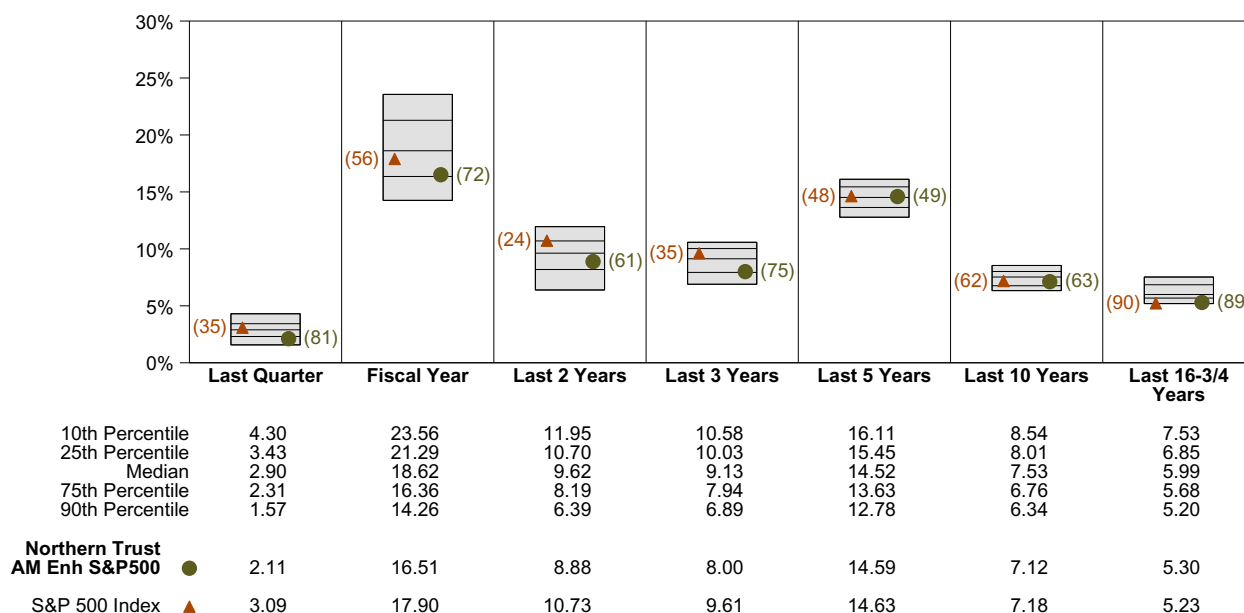 30%
25%
20%
15%
10%
5%
0%
(35)
(81)
(56)
(72)
(24)
(61)
(35)
(75)
(48)
(49)
(62)
(63)
(90)
(89
Last Quarter Fiscal Year Last 2 Years Last 3 Years Last 5 Years Last 10 Years Last 16-3/4
Years
10th Percentile 4.30 23.56 11.95 10.58 16.11 8.54 7.53
25th Percentile 3.43 21.29 10.70 10.03 15.45 8.01 6.85
Median 2.90 18.62 9.62 9.13 14.52 7.53 5.99
75th Percentile 2.31 16.36 8.19 7.94 13.63 6.76 5.68
90th Percentile 1.57 14.26 6.39 6.89 12.78 6.34 5.20
Northern Trust
AM Enh S&P500 2.11 16.51 8.88 8.00 14.59 7.12 5.30
S&P 500 Index 3.09 17.90 10.73 9.61 14.63 7.18 5.23